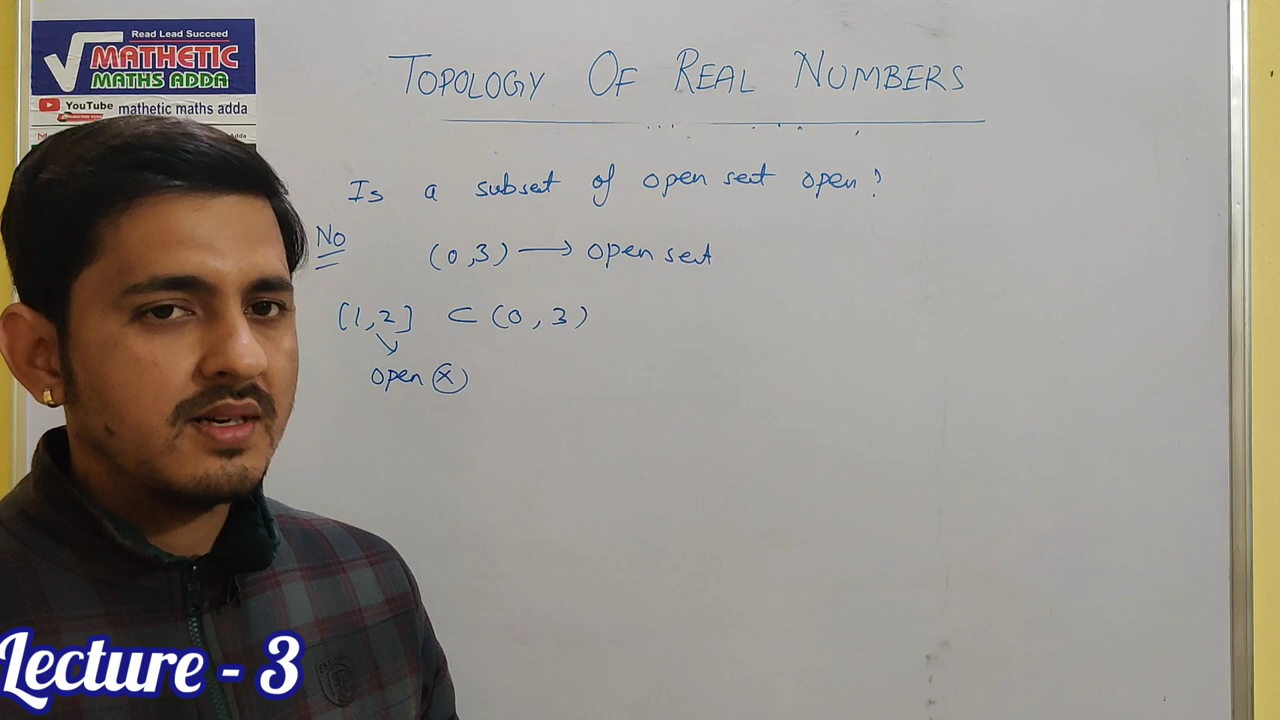 Read Lead Succeed
MATHETIC
MATHS ADDA
YouTube mathetic maths adda
TOPOLOGY OF REAL NUMBERS
Is a subset of open set open?
No
(0,3) → open set
[1,2] ⊂ (0,3)
open ⓧ
Lecture - 3